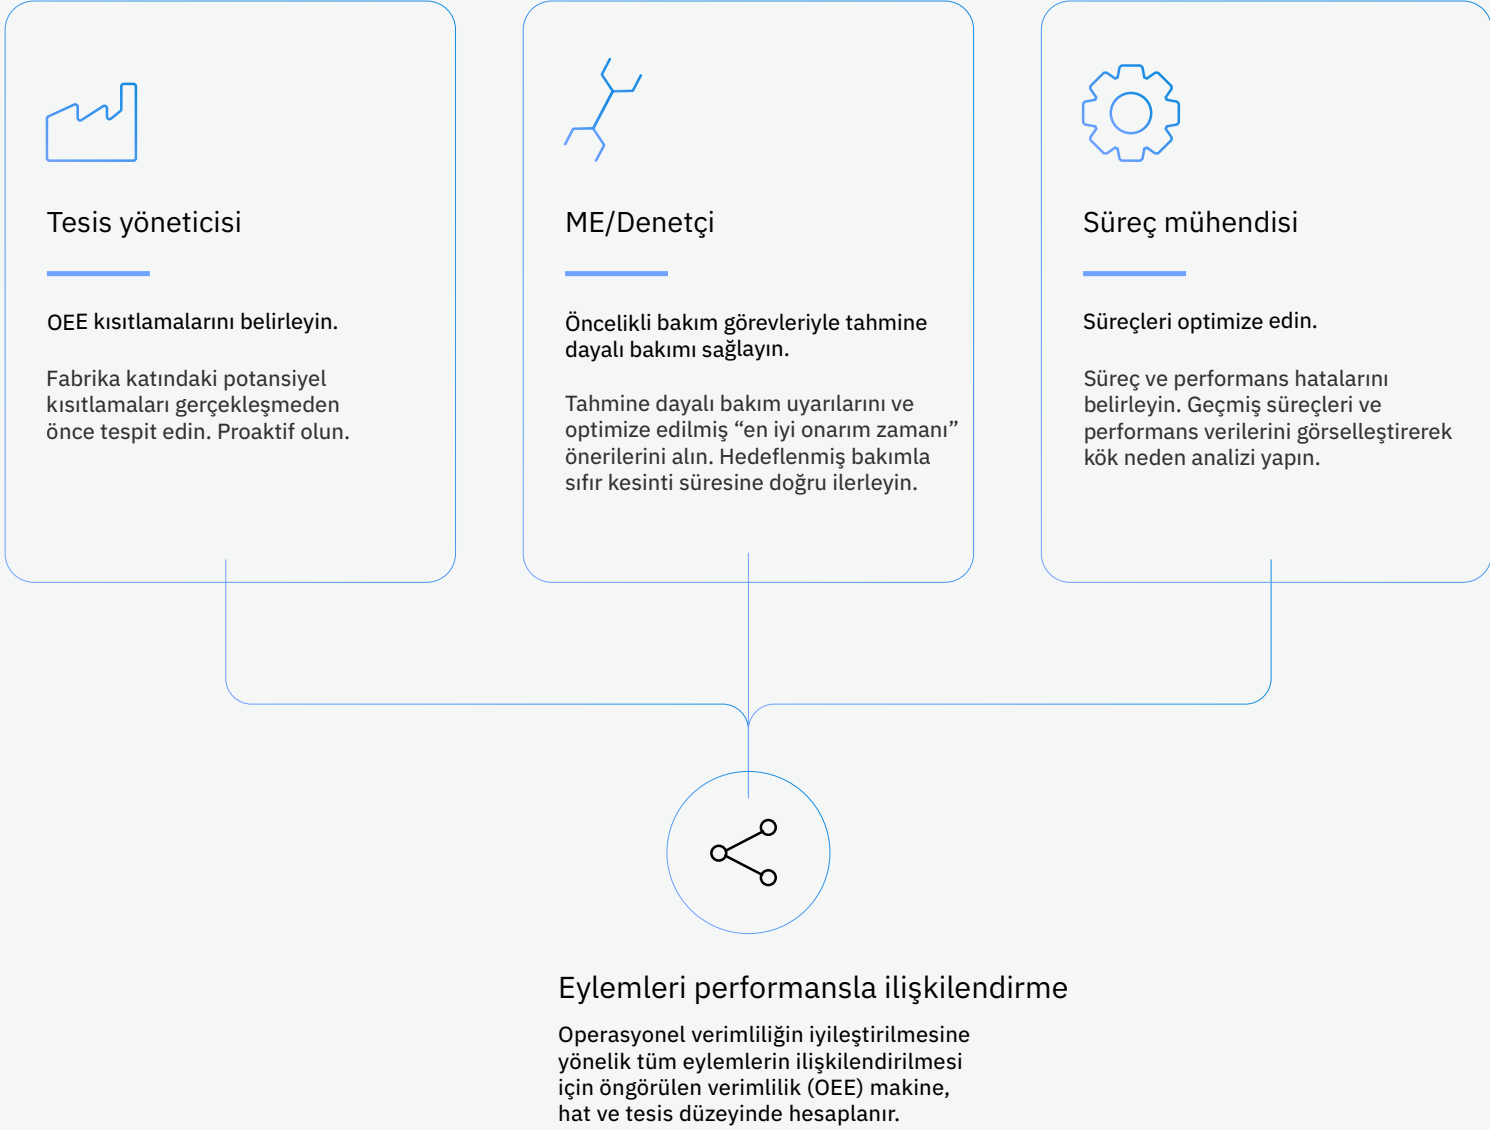 Tesis yöneticisi
OEE kısıtlamalarını belirleyin.
Fabrika katındaki potansiyel
kısıtlamaları gerçekleşmeden
önce tespit edin. Proaktif olun.
ME/Denetçi
Öncelikli bakım görevleriyle tahmine
dayalı bakımı sağlayın.
Tahmine dayalı bakım uyarılarını ve
optimize edilmiş “en iyi onarım zamanı”
önerilerini alın. Hedeflenmiş bakımla
sıfır kesinti süresine doğru ilerleyin.
Süreç mühendisi
Süreçleri optimize edin.
Süreç ve performans hatalarını
belirleyin. Geçmiş süreçleri ve
performans verilerini görselleştirerek
kök neden analizi yapın.
Eylemleri performansla ilişkilendirme
Operasyonel verimliliğin iyileştirilmesine
yönelik tüm eylemlerin ilişkilendirilmesi
için öngörülen verimlilik (OEE) makine,
hat ve tesis düzeyinde hesaplanır.